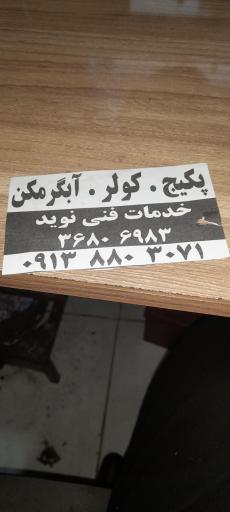 پکیج . کولر . آبگرمکن
خدمات فنی نوید
۳۶۸۰ ۶۹۸۳
۰۹۱۳ ۸۸۰ ۳۰۷۱